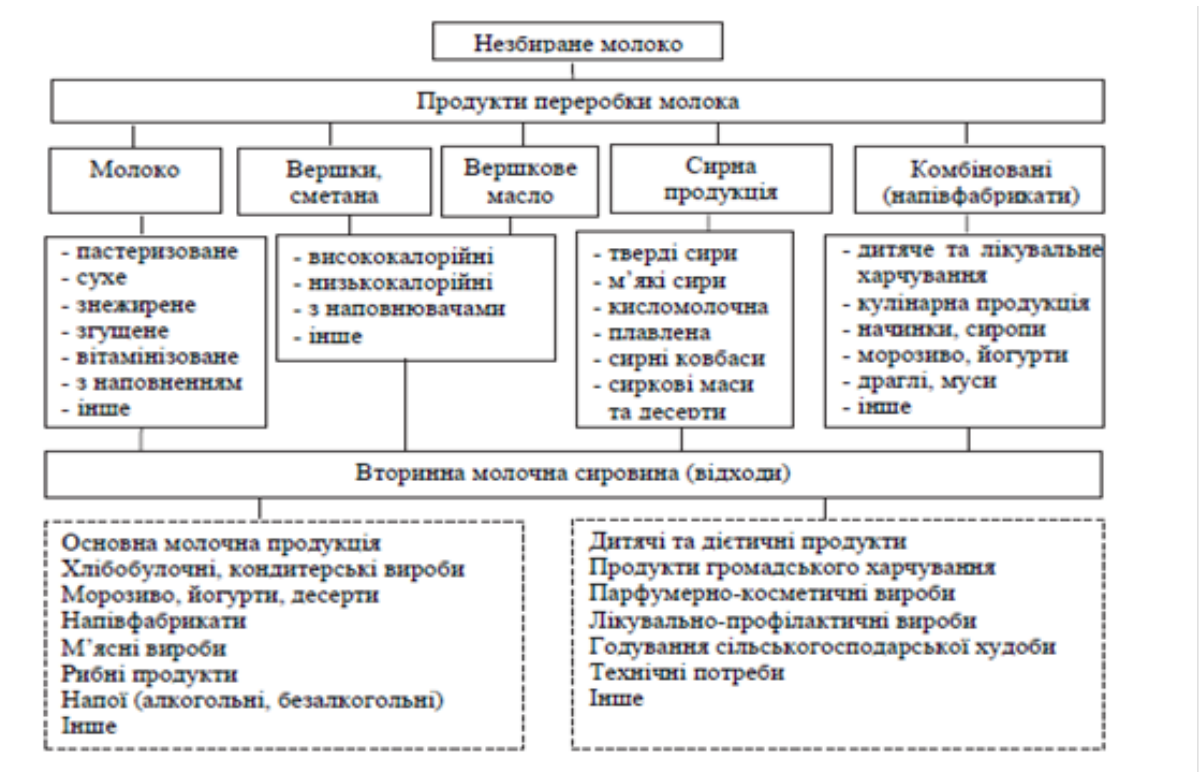 Незбиране молоко
Продукти переробки молока
Молоко
Вершки,
сметана
Вершкове
масло
Сирна
продукція
Комбіновані
(напівфабрикати)
- пастеризоване
- сухе
- знежирене
- згущене
- вітамінізоване
- з наповненням
- інше
- висококалорійні
- низькокалорійні
- з наповнювачами
- інше
- тверді сири
- м’які сири
- кисломолочна
- плавлена
- сирні ковбаси
- сиркові маси
та десерти
- дитяче та лікувальне
харчування
- кулінарна продукція
- начинки, сиропи
- морозиво, йогурти
- драглі, муси
- інше
Вторинна молочна сировина (відходи)
Основна молочна продукція
Хлібобулочні, кондитерські вироби
Морозиво, йогурти, десерти
Напівфабрикати
М’ясні вироби
Рибні продукти
Напої (алкогольні, безалкогольні)
Інше
Дитячі та дієтичні продукти
Продукти громадського харчування
Парфумерно-косметичні вироби
Лікувально-профілактичні вироби
Годування сільськогосподарської худоби
Технічні потреби
Інше